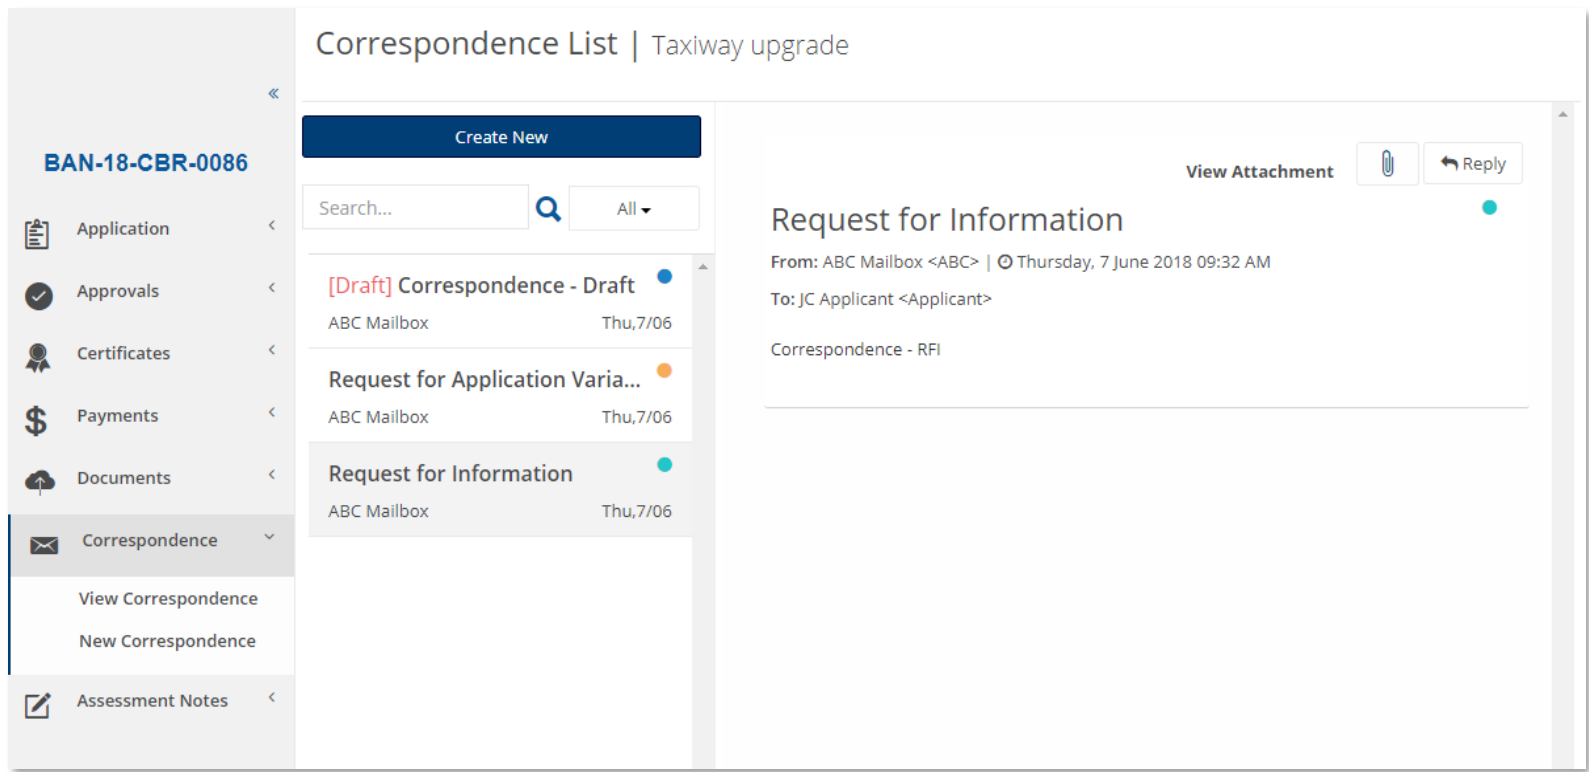 Correspondence List | Taxiway upgrade
«
BAN-18-CBR-0086
Application
Approvals
Certificates
Payments
Documents
Correspondence
View Correspondence
New Correspondence
Assessment Notes
Create New
Search...
All
[Draft] Correspondence - Draft
ABC Mailbox Thu,7/06
Request for Application Varia...
ABC Mailbox Thu,7/06
Request for Information
ABC Mailbox Thu,7/06
View Attachment
Reply
Request for Information
From: ABC Mailbox <ABC> | Thursday, 7 June 2018 09:32 AM
To: JC Applicant <Applicant>
Correspondence - RFI